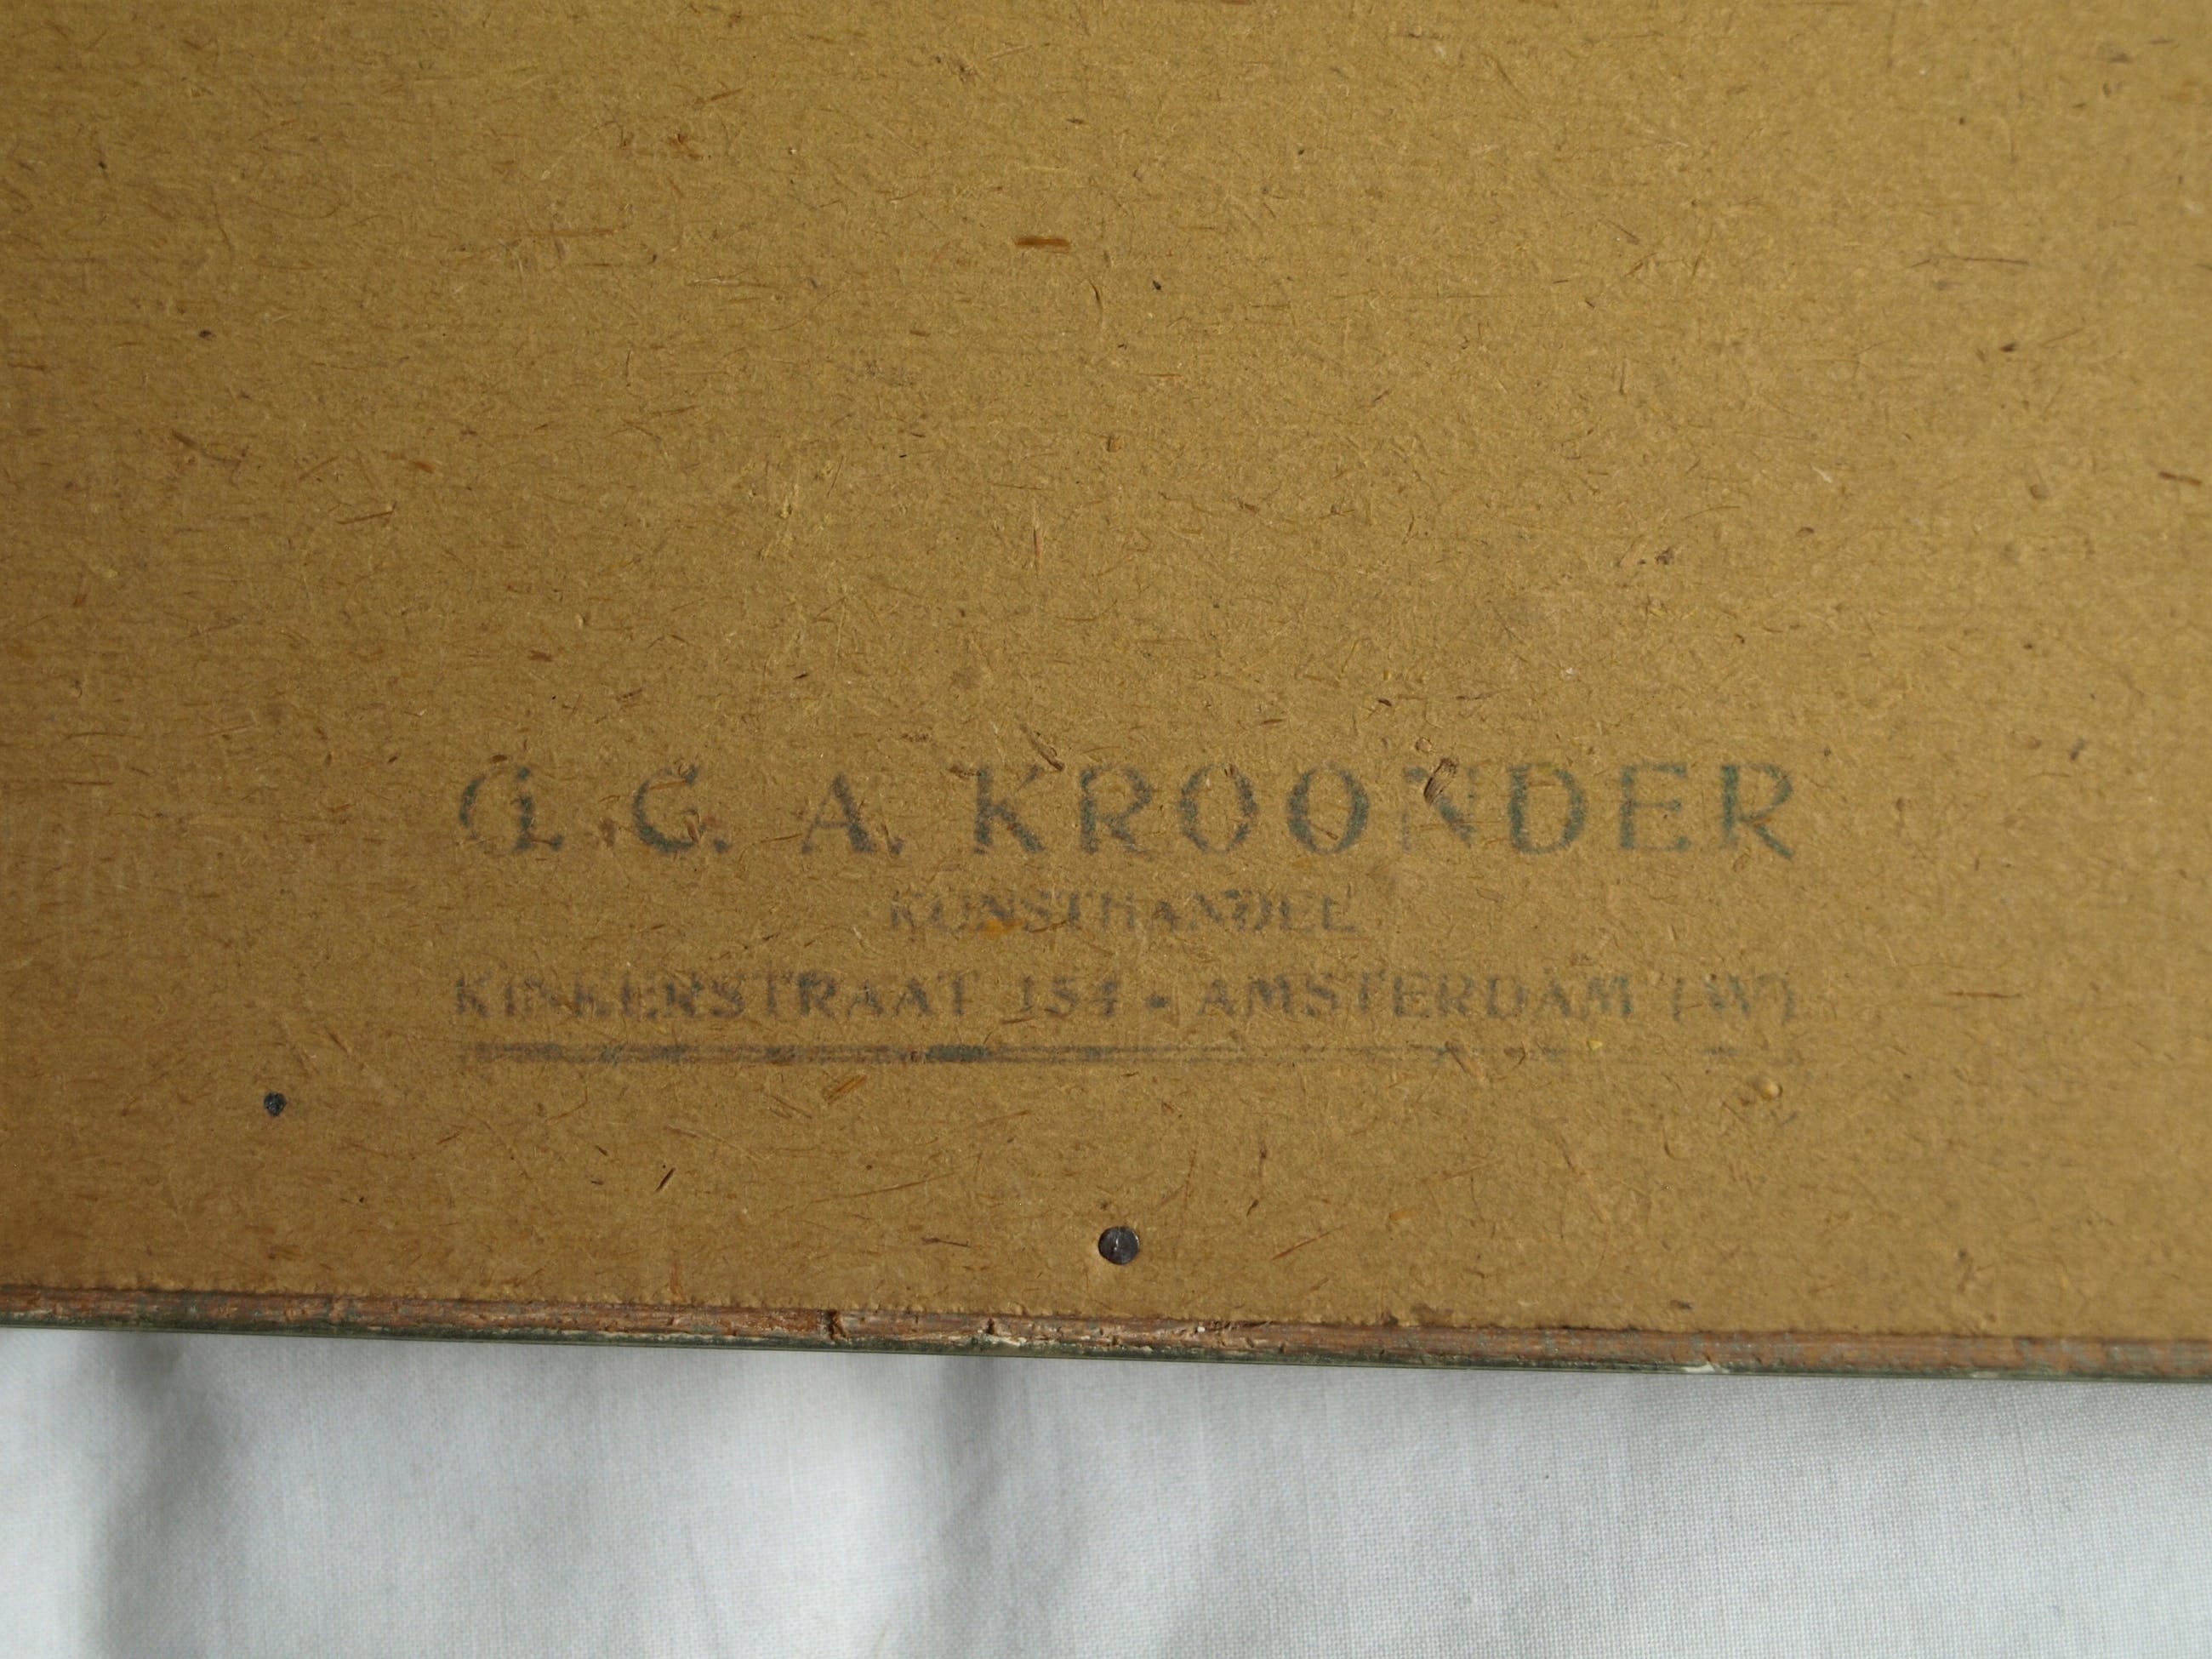 G. C. A. KROONDER
KUNSTHANDEL
KINKERSTRAAT 154 - AMSTERDAM (W)